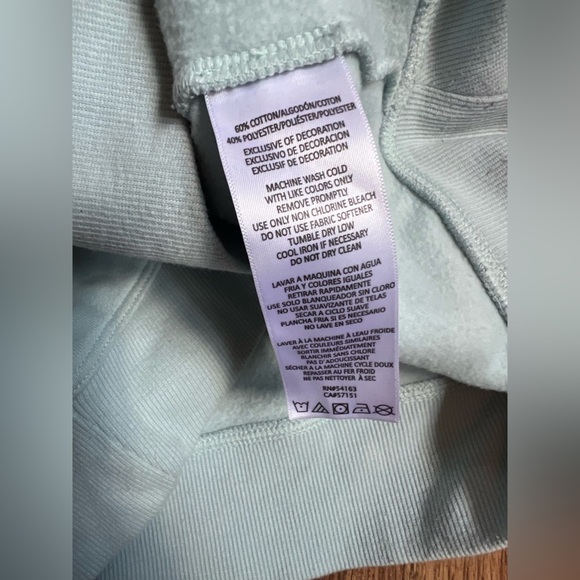 60% COTTON/ALGODÓN/COTON
40% POLYESTER/POLIÉSTER/POLYESTER
EXCLUSIVE OF DECORATION
EXCLUSIVO DE DECORACION
EXCLUSIF DE DECORATION
MACHINE WASH COLD
WITH LIKE COLORS ONLY
REMOVE PROMPTLY
USE ONLY NON CHLORINE BLEACH
DO NOT USE FABRIC SOFTENER
TUMBLE DRY LOW
COOL IRON IF NECESSARY
DO NOT DRY CLEAN
LAVAR A MAQUINA CON AGUA
FRIA Y COLORES IGUALES
RETIRAR RAPIDAMENTE
USE SOLO BLANQUEADOR SIN CLORO
NO USAR SUAVIZANTE DE TELAS
SECAR A CICLO SUAVE
PLANCHA FRIA SI ES NECESARIO
NO LAVE EN SECO
LAVER À LA MACHINE À LEAU FROIDE
AVEC COULEURS SIMILAIRES
SORTIR IMMÉDIATEMENT
BLANCHIR SANS CHLORE
PAS D'ADOUCISSANT
SÉCHER À LA MACHINE CYCLE DOUX
REPASSER AU FER FROID
NE PAS NETTOYER À SEC
RN#54163
CA#57151